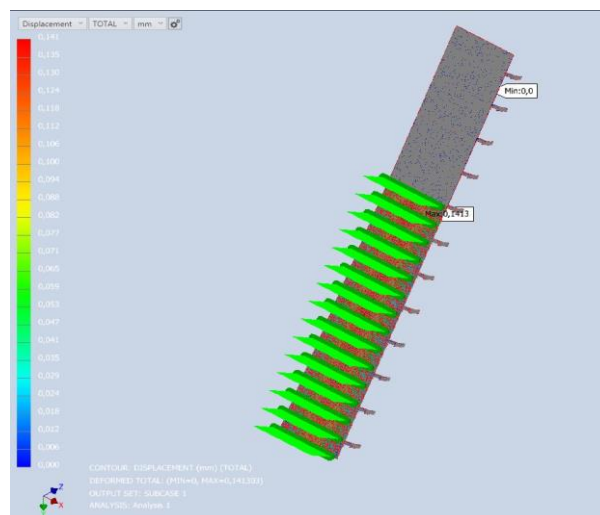 Displacement TOTAL mm
0,141
0,135
0,130
0,124
0,118
0,112
0,106
0,100
0,094
0,088
0,082
0,077
0,071
0,065
0,059
0,053
0,047
0,041
0,035
0,029
0,024
0,018
0,012
0,006
0,000
Min:0,0
Max:0,1413
CONTOUR: DISPLACEMENT (mm) (TOTAL)
DEFORMED TOTAL: (MIN=0, MAX=0,141303)
OUTPUT SET: SUBCASE 1
ANALYSIS: Analyse 1
Z
X